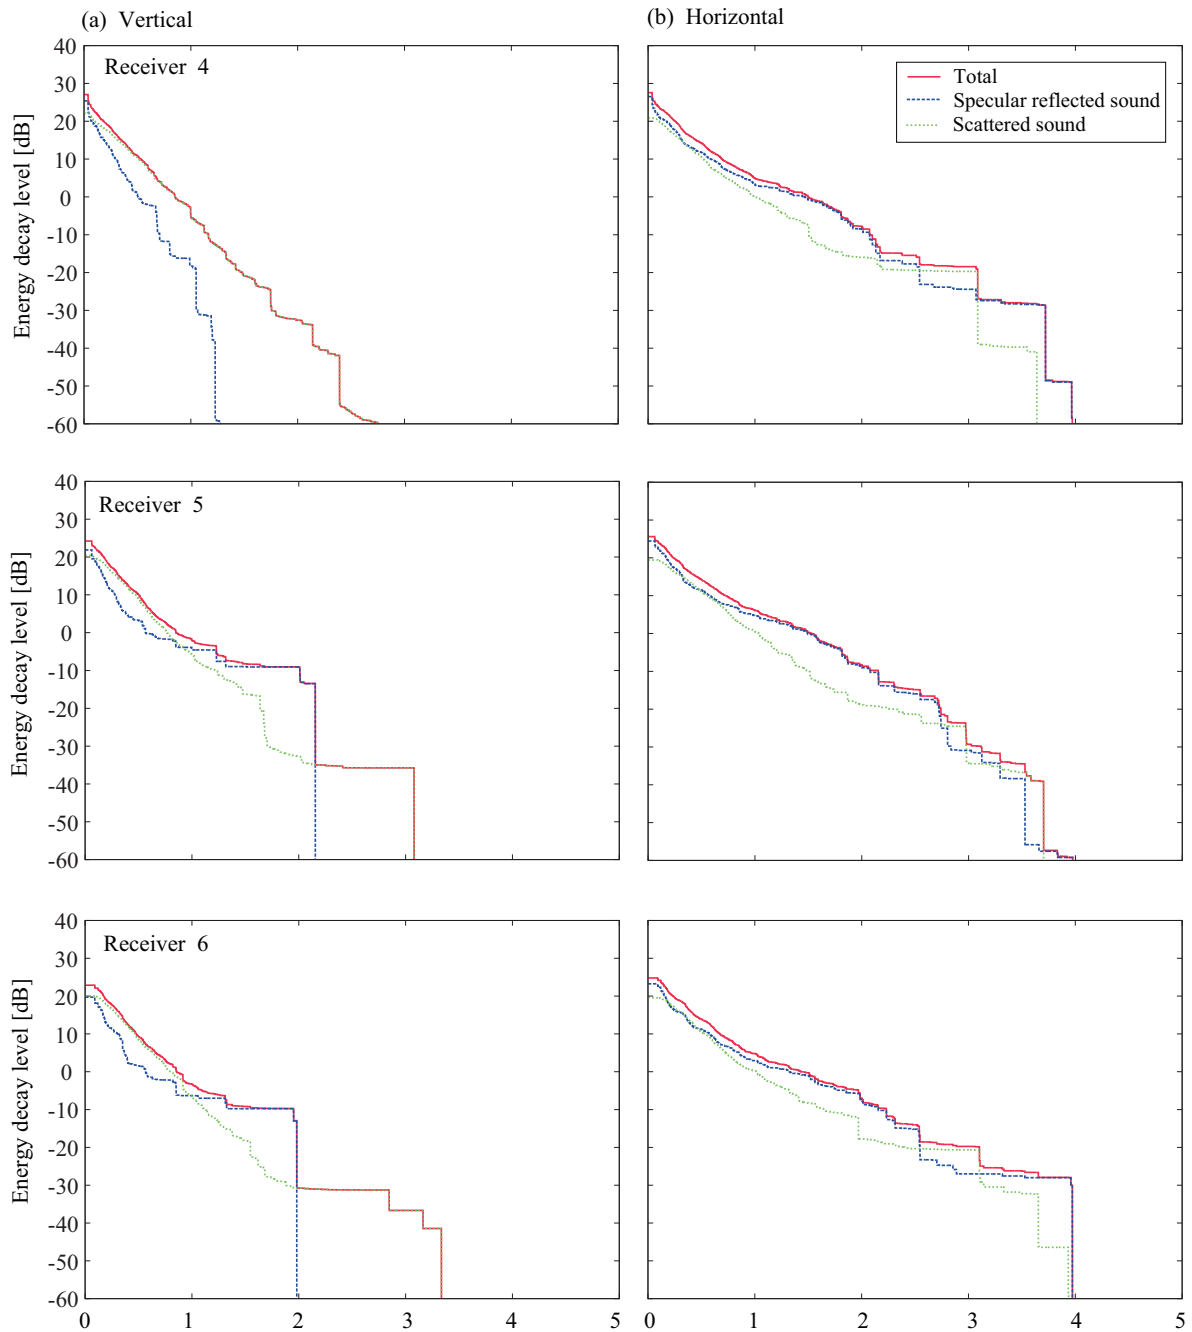 (a) Vertical
(b) Horizontal
Receiver 4
Total
Specular reflected sound
Scattered sound
Energy decay level [dB]
40
30
20
10
0
-10
-20
-30
-40
-50
-60
Receiver 5
Energy decay level [dB]
40
30
20
10
0
-10
-20
-30
-40
-50
-60
Receiver 6
Energy decay level [dB]
40
30
20
10
0
-10
-20
-30
-40
-50
-60
0 1 2 3 4 5
0 1 2 3 4 5